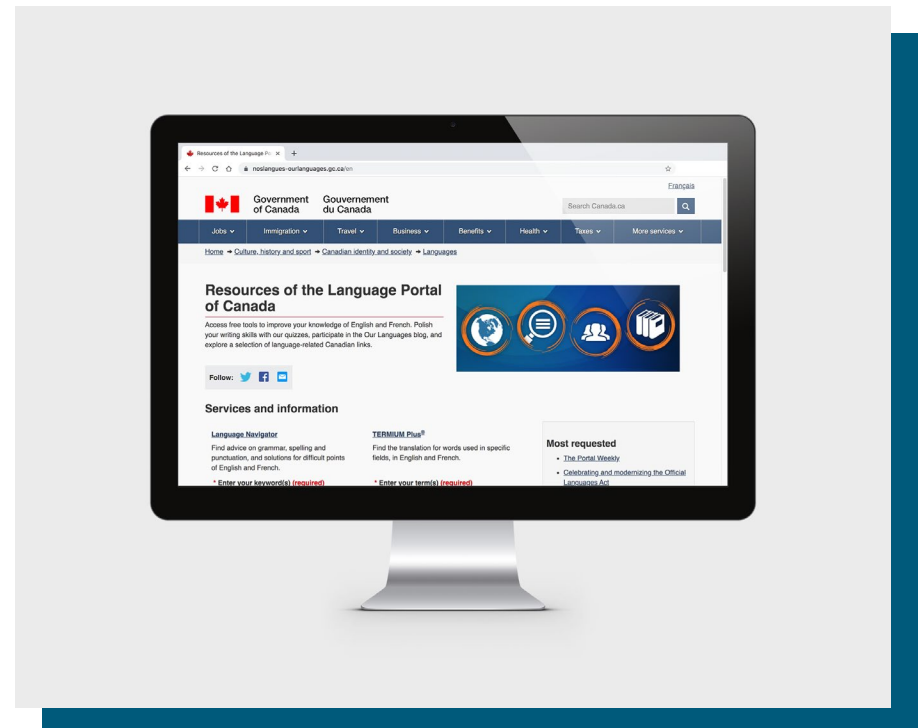 Resources of the Language Po
noslangues-ourlanguages.gc.ca/en
Français
Government Gouvernement
of Canada du Canada
Search Canada.ca
Jobs Immigration Travel Business Benefits Health Taxes More services
Home → Culture, history and sport → Canadian identity and society → Languages
Resources of the Language Portal
of Canada
Access free tools to improve your knowledge of English and French. Polish
your writing skills with our quizzes, participate in the Our Languages blog, and
explore a selection of language-related Canadian links.
Follow:
Services and information
Language Navigator
Find advice on grammar, spelling and
punctuation, and solutions for difficult points
of English and French.
* Enter your keyword(s) (required)
TERMIUM Plus®
Find the translation for words used in specific
fields, in English and French.
* Enter your term(s) (required)
Most requested
• The Portal Weekly
• Celebrating and modernizing the Official
Languages Act